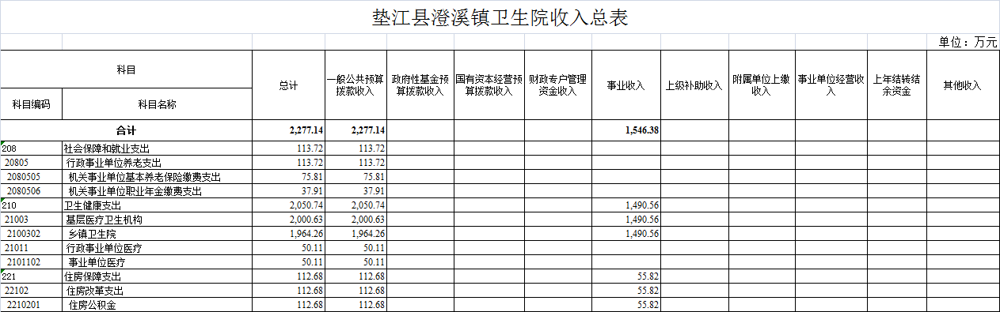 垫江县澄溪镇卫生院收入总表
单位：万元
科目 总计 一般公共预算拨款收入 政府性基金预算拨款收入 国有资本经营预算拨款收入 财政专户管理资金收入 事业收入 上级补助收入 附属单位上缴收入 事业单位经营收入 上年结转结余资金 其他收入
科目编码 科目名称
合计 2,277.14 2,277.14 1,546.38
208 社会保障和就业支出 113.72 113.72
20805 行政事业单位养老支出 113.72 113.72
2080505 机关事业单位基本养老保险缴费支出 75.81 75.81
2080506 机关事业单位职业年金缴费支出 37.91 37.91
210 卫生健康支出 2,050.74 2,050.74 1,490.56
21003 基层医疗卫生机构 2,000.63 2,000.63 1,490.56
2100302 乡镇卫生院 1,964.26 1,964.26 1,490.56
21011 行政事业单位医疗 50.11 50.11
2101102 事业单位医疗 50.11 50.11
221 住房保障支出 112.68 112.68 55.82
22102 住房改革支出 112.68 112.68 55.82
2210201 住房公积金 112.68 112.68 55.82